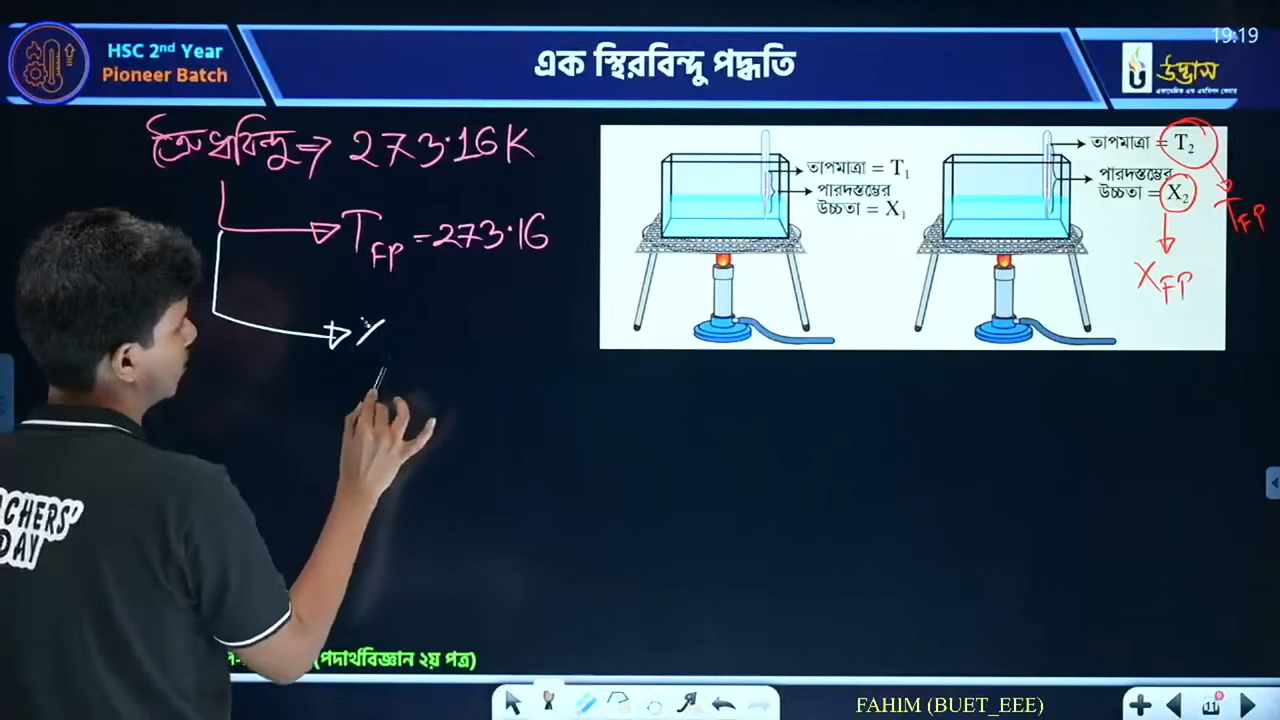 19:19
HSC 2nd Year
Pioneer Batch
এক স্থিরবিন্দু পদ্ধতি
উদ্ভাস
ত্রৈধবিন্দু ⇒ 273.16K
T_FP = 273.16
তাপমাত্রা = T₁
পারদস্তম্ভের
উচ্চতা = X₁
তাপমাত্রা = T₂
পারদস্তম্ভের
উচ্চতা = X₂
T_FP
X_FP
CHERS'
DAY
(পদার্থবিজ্ঞান ২য় পত্র)
FAHIM (BUET_EEE)